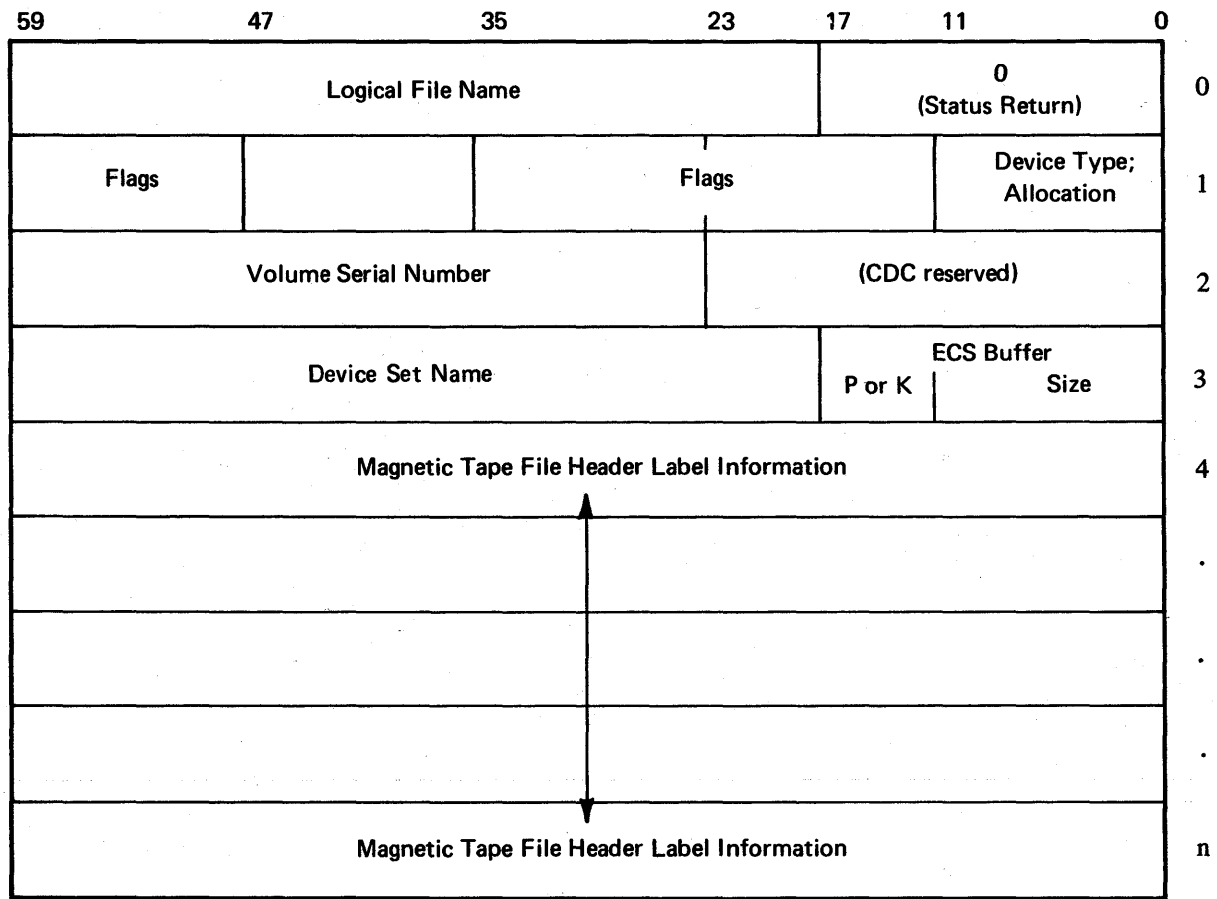 59 47 35 23 17 11 0
Logical File Name 0 0
(Status Return)
Flags Flags Device Type; 1
Allocation
Volume Serial Number (CDC reserved) 2
Device Set Name ECS Buffer 3
P or K Size
Magnetic Tape File Header Label Information 4
.
.
.
Magnetic Tape File Header Label Information n